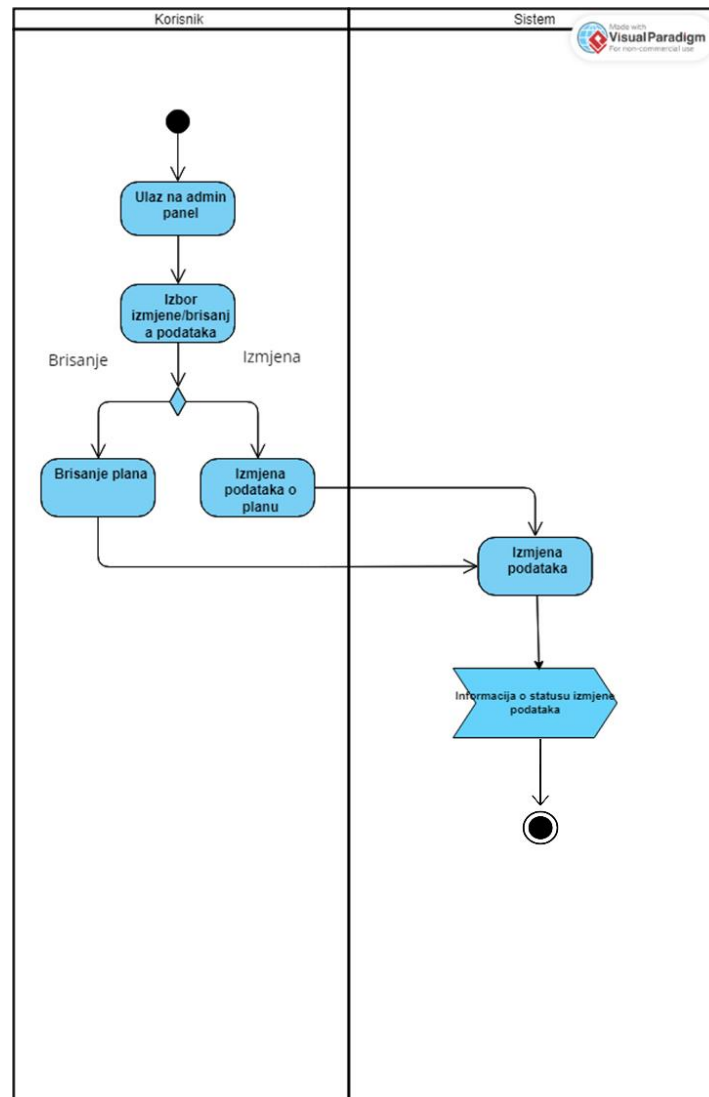 Korisnik
Sistem
Made with
Visual Paradigm
For non-commercial use
Ulaz na admin
panel
Izbor
izmjene/brisanj
a podataka
Brisanje
Izmjena
Brisanje plana
Izmjena
podataka o
planu
Izmjena
podataka
Informacija o statusu izmjene
podataka